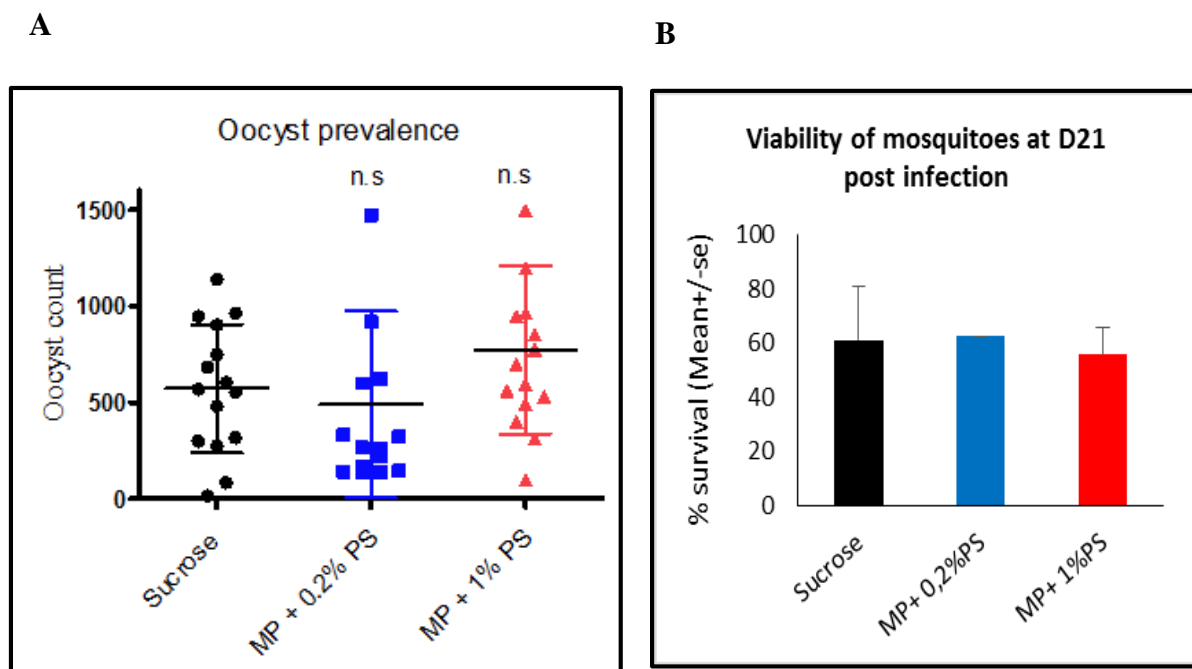 A
B
Oocyst prevalence
n.s
n.s
Oocyst count
1500
1000
500
0
Sucrose
MP + 0.2% PS
MP + 1% PS
Viability of mosquitoes at D21
post infection
% survival (Mean+/-se)
100
80
60
40
20
0
Sucrose
MP+ 0,2%PS
MP+ 1%PS